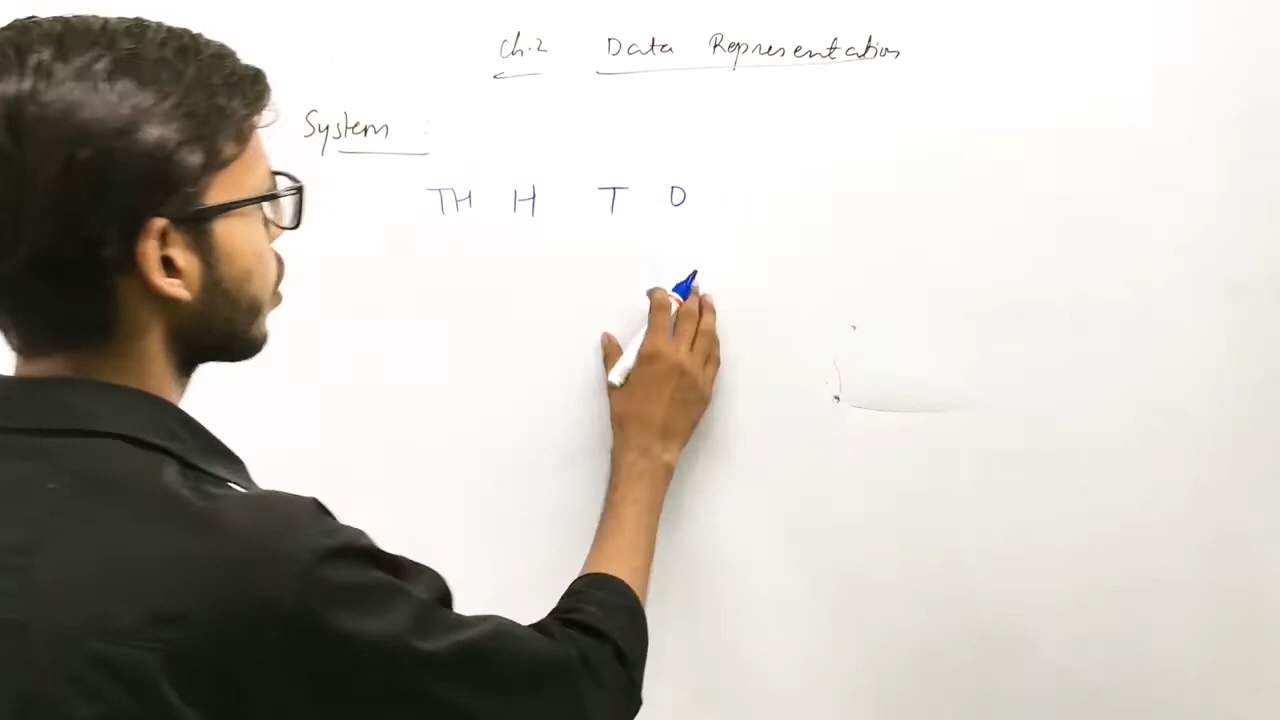 Ch.2 Data Representation
System
TH H T O